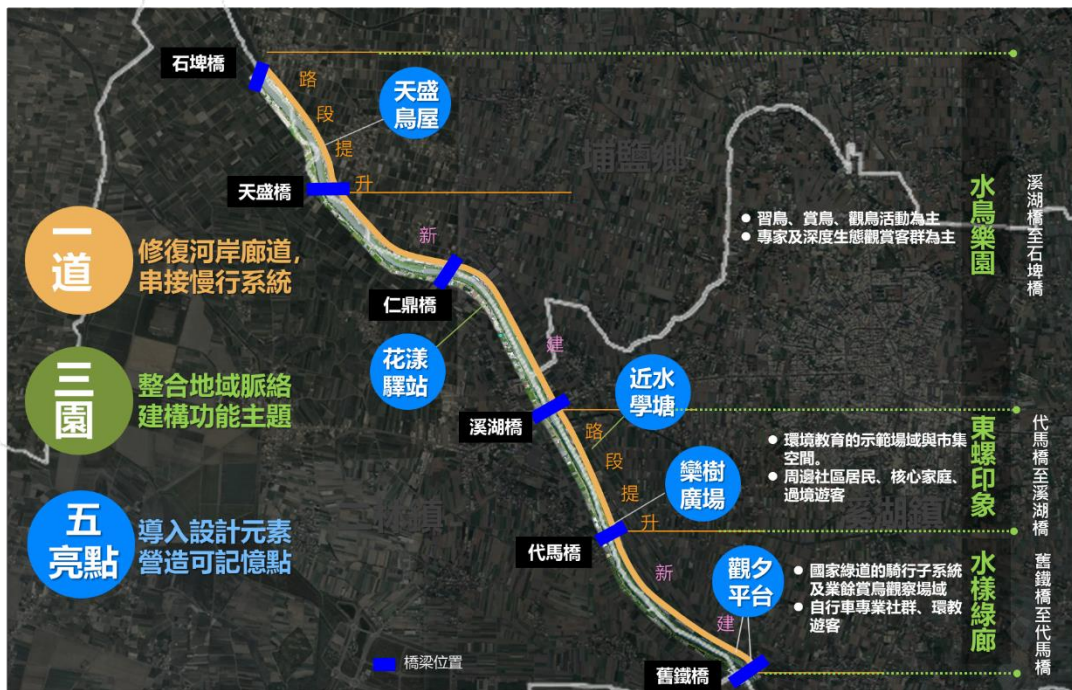 石埤橋
路段提升
天盛
鳥屋
天盛橋
埔鹽鄉
水鳥樂園
溪湖橋至石埤橋
習鳥、賞鳥、觀鳥活動為主
專家及深度生態觀賞客群為主
一道
修復河岸廊道,
串接慢行系統
新建
仁鼎橋
花漾
驛站
三園
整合地域脈絡
建構功能主題
近水
學塘
溪湖橋
路段提升
東螺印象
代馬橋至溪湖橋
環境教育的示範場域與市集
空間。
周邊社區居民、核心家庭、
過境遊客
欒樹
廣場
溪湖鎮
五
亮點
導入設計元素
營造可記憶點
代馬橋
新建
觀夕
平台
水樣綠廊
舊鐵橋至代馬橋
國家綠道的騎行子系統
及業餘賞鳥觀察場域
自行車專業社群、環教
遊客
橋梁位置
舊鐵橋